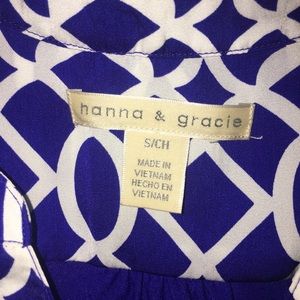 hanna & gracie
S/CH
MADE IN
VIETNAM
HECHO EN
VIETNAM